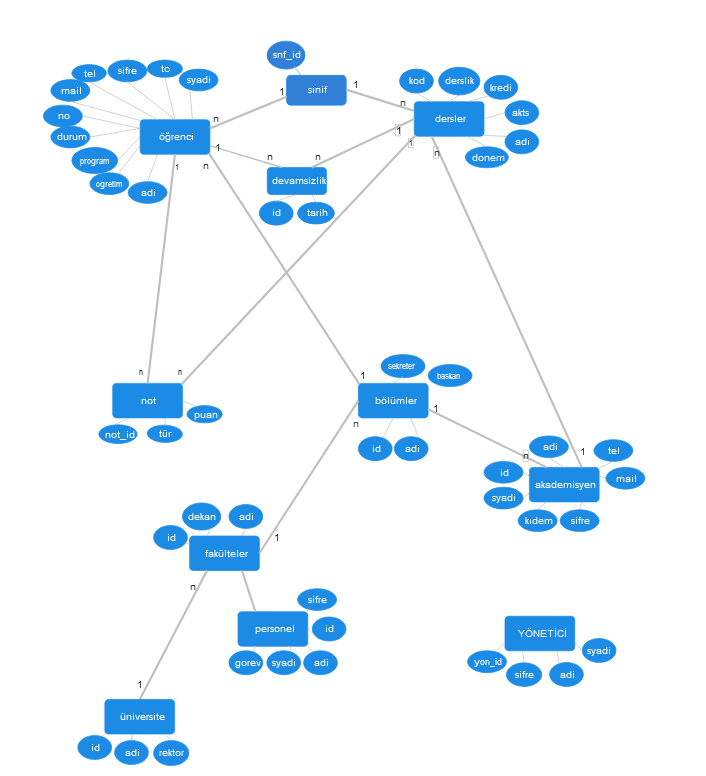 snf_id
sinif
1
1
n
n
tel
sifre
tc
syadi
mail
no
durum
program
ogretim
adi
öğrenci
1
n
1
kod
derslik
kredi
akts
adi
donem
dersler
1
1
n
n
n
devamsizlik
id
tarih
n
n
not
not_id
tür
puan
sekreter
baskan
1
bölümler
1
n
id
adi
adi
tel
n
1
id
akademisyen
mail
syadi
kıdem
sifre
dekan
adi
id
fakülteler
1
n
sifre
personel
id
gorev
syadi
adi
YÖNETİCİ
yon_id
sifre
adi
syadi
1
üniversite
id
adi
rektor